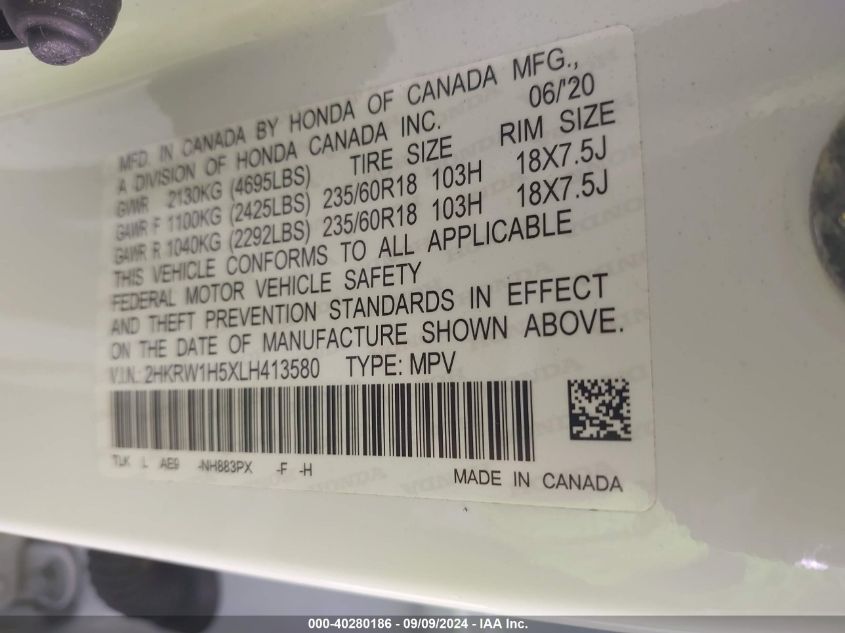 MFD. IN CANADA BY HONDA OF CANADA MFG.,
A DIVISION OF HONDA CANADA INC. 06/'20
GVWR 2130KG (4695LBS) TIRE SIZE RIM SIZE
GAWR F 1100KG (2425LBS) 235/60R18 103H 18X7.5J
GAWR R 1040KG (2292LBS) 235/60R18 103H 18X7.5J
THIS VEHICLE CONFORMS TO ALL APPLICABLE
FEDERAL MOTOR VEHICLE SAFETY
AND THEFT PREVENTION STANDARDS IN EFFECT
ON THE DATE OF MANUFACTURE SHOWN ABOVE.
V.I.N.: 2HKRW1H5XLH413580 TYPE: MPV
TLK L AE9 -NH883PX -F -H
MADE IN CANADA
000-40280186 - 09/09/2024 - IAA Inc.